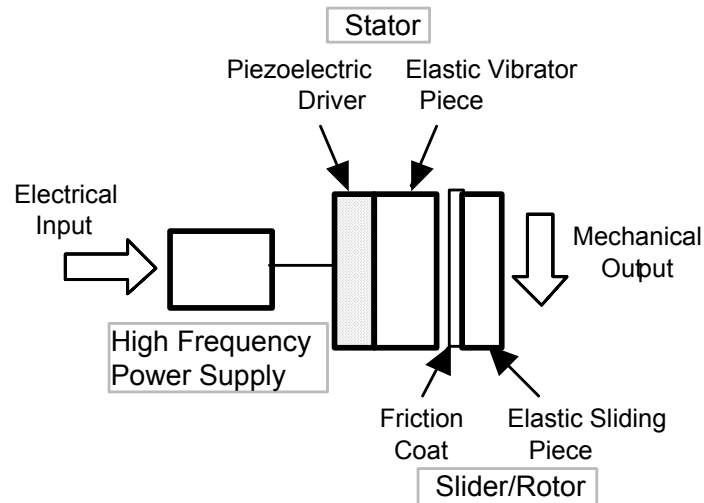 Stator
Piezoelectric
Driver
Elastic Vibrator
Piece
Electrical
Input
Mechanical
Output
High Frequency
Power Supply
Friction
Coat
Elastic Sliding
Piece
Slider/Rotor